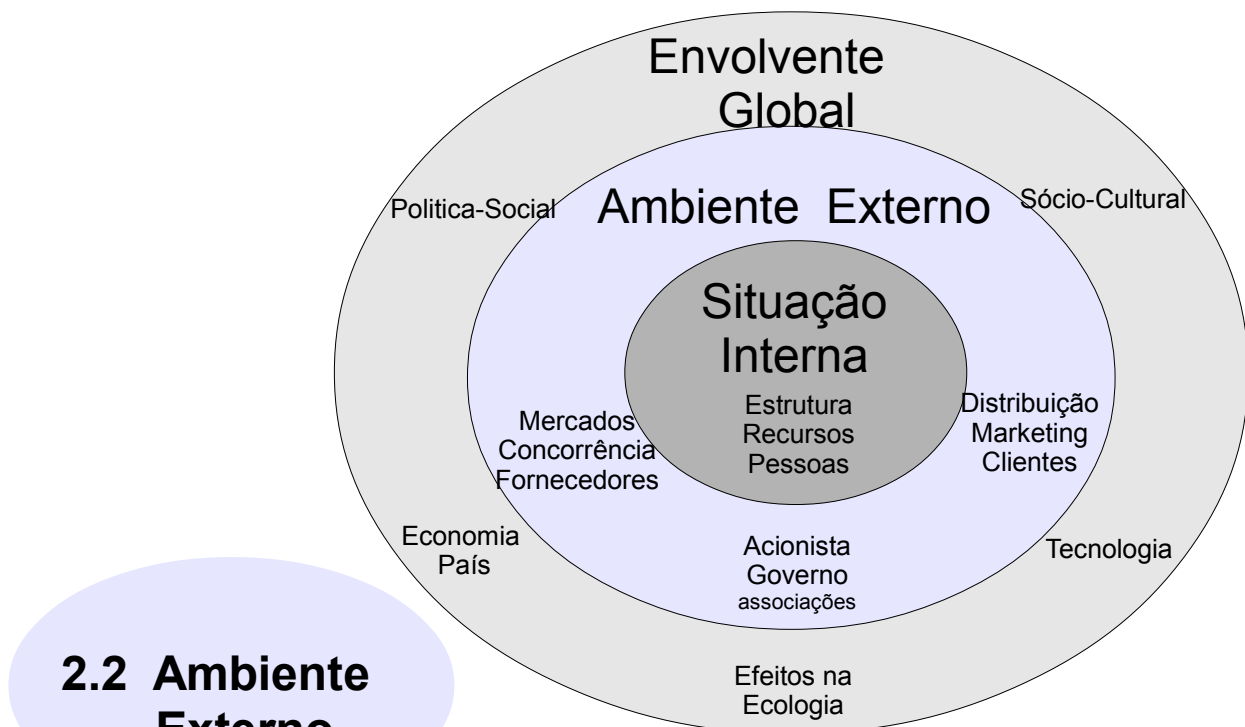 Envolvente
Global
Politica-Social
Ambiente Externo
Sócio-Cultural
Situação
Interna
Estrutura
Recursos
Pessoas
Mercados
Concorrência
Fornecedores
Distribuição
Marketing
Clientes
Economia
País
Acionista
Governo
associações
Tecnologia
Efeitos na
Ecologia
2.2 Ambiente
Externo